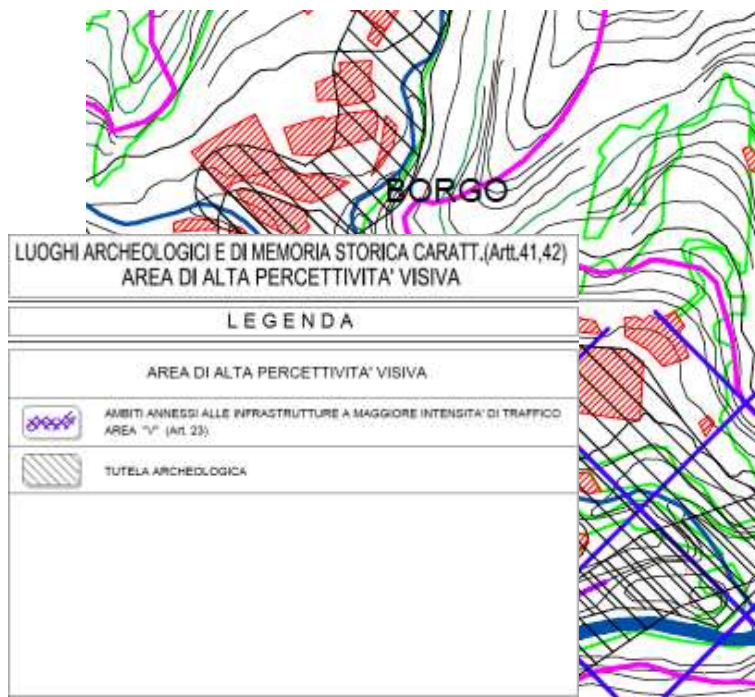 BORGO
LUOGHI ARCHEOLOGICI E DI MEMORIA STORICA CARATT.(Artt.41,42)
AREA DI ALTA PERCETTIVITA' VISIVA
LEGENDA
AREA DI ALTA PERCETTIVITA' VISIVA
AMBITI ANNESSI ALLE INFRASTRUTTURE A MAGGIORE INTENSITA' DI TRAFFICO
AREA "V" (Art. 23)
TUTELA ARCHEOLOGICA